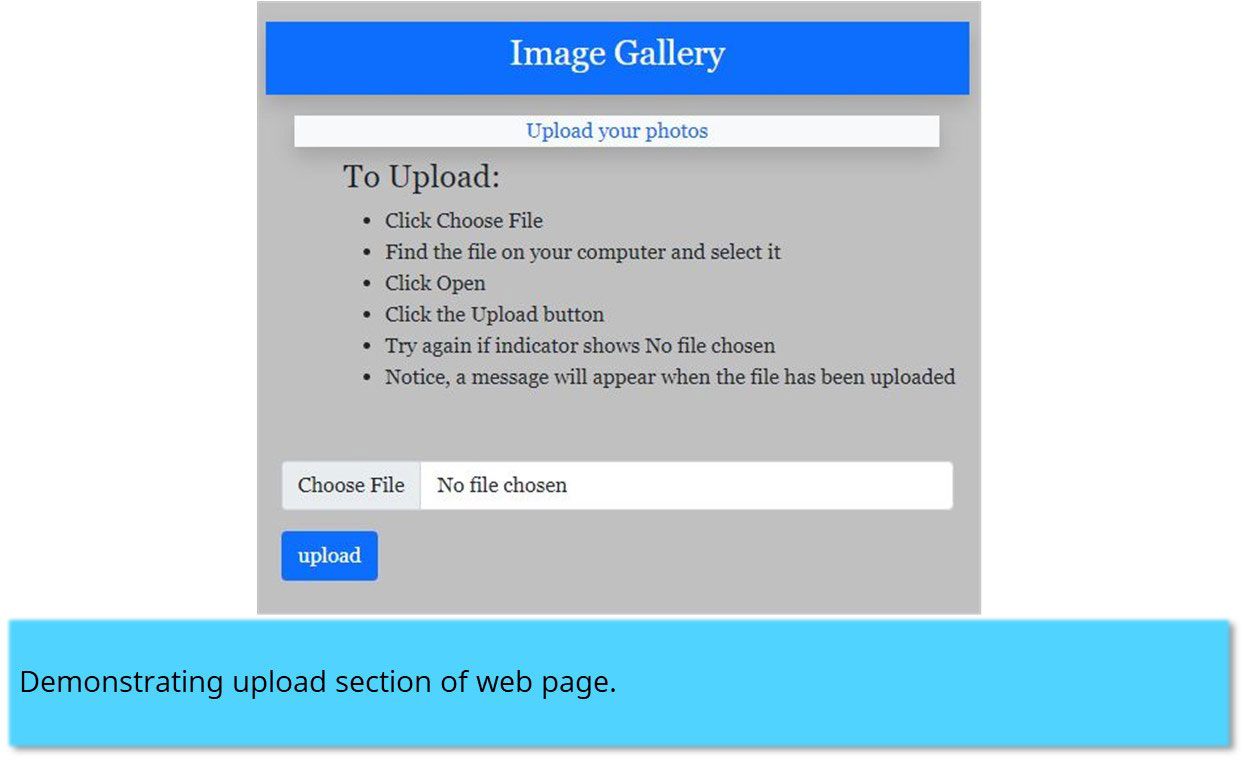 Image Gallery
Upload your photos
To Upload:
• Click Choose File
• Find the file on your computer and select it
• Click Open
• Click the Upload button
• Try again if indicator shows No file chosen
• Notice, a message will appear when the file has been uploaded
Choose File No file chosen
upload
Demonstrating upload section of web page.